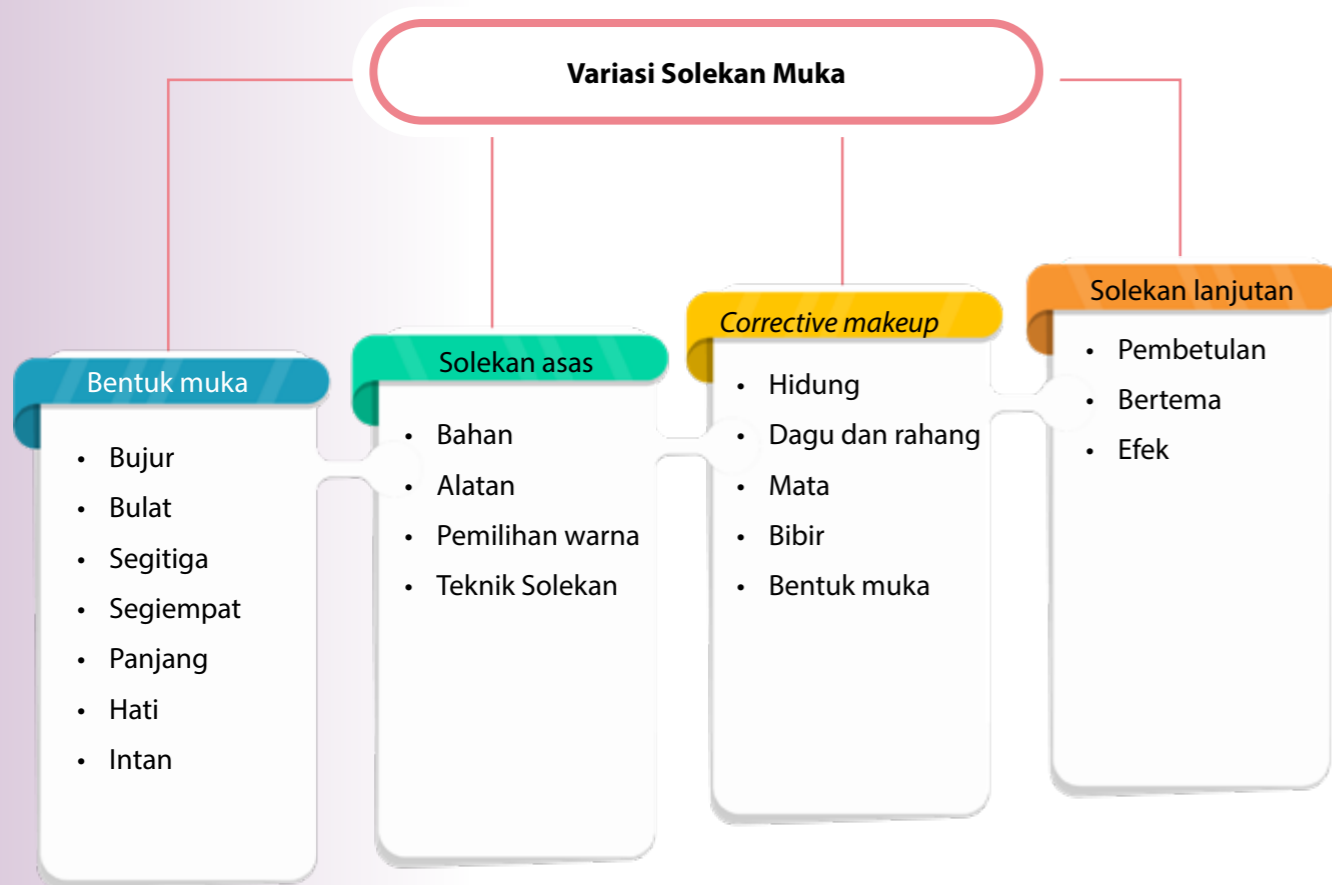 Variasi Solekan Muka
Bentuk muka
• Bujur
• Bulat
• Segitiga
• Segiempat
• Panjang
• Hati
• Intan
Solekan asas
• Bahan
• Alatan
• Pemilihan warna
• Teknik Solekan
Corrective makeup
• Hidung
• Dagu dan rahang
• Mata
• Bibir
• Bentuk muka
Solekan lanjutan
• Pembetulan
• Bertema
• Efek